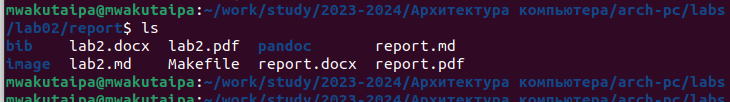 mwakutaipa@mwakutaipa:~/work/study/2023-2024/Архитектура компьютера/arch-pc/labs
/lab02/report$ ls
bib    lab2.docx  lab2.pdf  pandoc       report.md
image  lab2.md    Makefile  report.docx  report.pdf
mwakutaipa@mwakutaipa:~/work/study/2023-2024/Архитектура компьютера/arch-pc/labs
mwakutaipa@mwakutaipa:~/work/study/2023-2024/Архитектура компьютера/arch-pc/labs